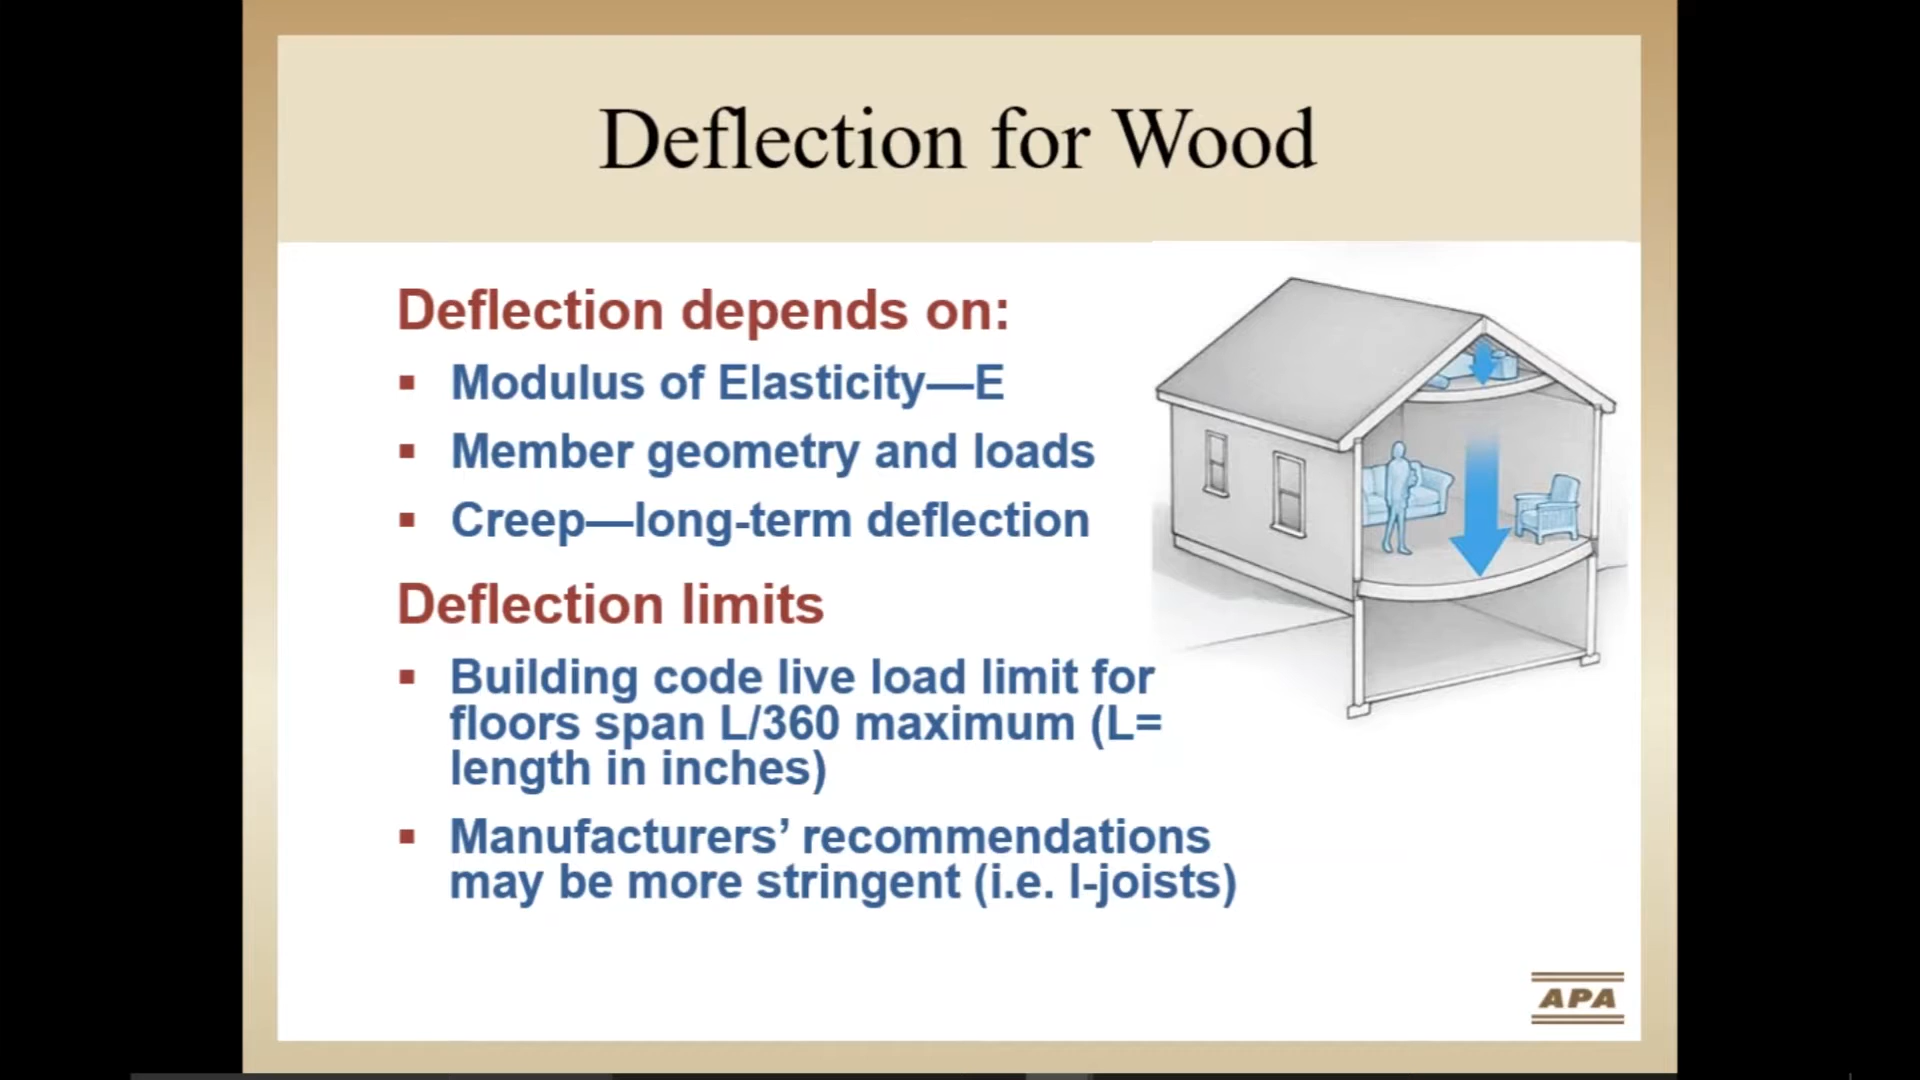 Deflection for Wood
Deflection depends on:
▪ Modulus of Elasticity—E
▪ Member geometry and loads
▪ Creep—long-term deflection
Deflection limits
▪ Building code live load limit for
floors span L/360 maximum (L=
length in inches)
▪ Manufacturers’ recommendations
may be more stringent (i.e. I-joists)
APA